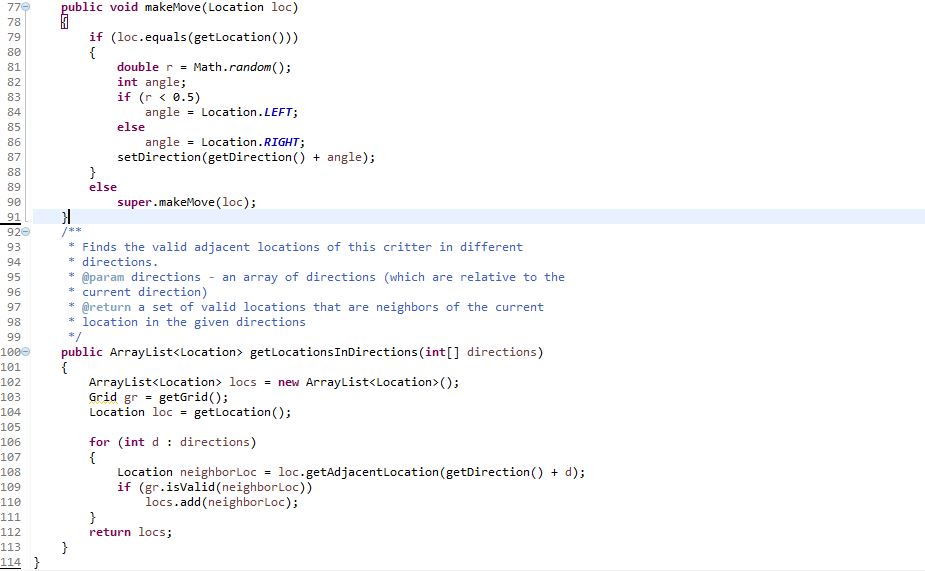 77 public void makeMove(Location loc)
78 {
79 if (loc.equals(getLocation()))
80 {
81 double r = Math.random();
82 int angle;
83 if (r < 0.5)
84 angle = Location.LEFT;
85 else
86 angle = Location.RIGHT;
87 setDirection(getDirection() + angle);
88 }
89 else
90 super.makeMove(loc);
91 }
92 /**
93 * Finds the valid adjacent locations of this critter in different
94 * directions.
95 * @param directions - an array of directions (which are relative to the
96 * current direction)
97 * @return a set of valid locations that are neighbors of the current
98 * location in the given directions
99 */
100 public ArrayList<Location> getLocationsInDirections(int[] directions)
101 {
102 ArrayList<Location> locs = new ArrayList<Location>();
103 Grid gr = getGrid();
104 Location loc = getLocation();
105
106 for (int d : directions)
107 {
108 Location neighborLoc = loc.getAdjacentLocation(getDirection() + d);
109 if (gr.isValid(neighborLoc))
110 locs.add(neighborLoc);
111 }
112 return locs;
113 }
114 }